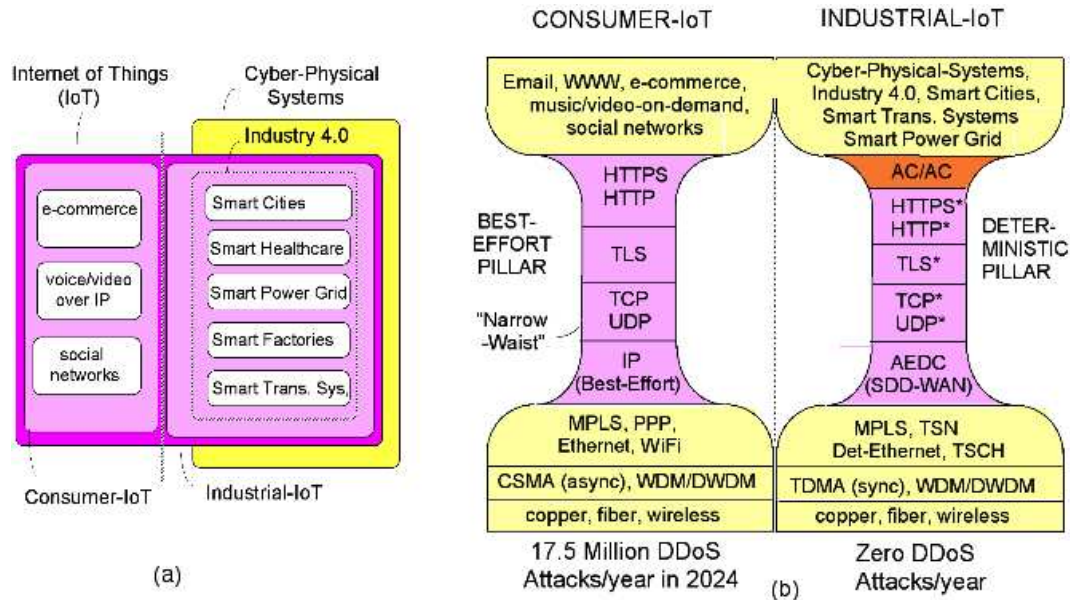 Internet of Things
(IoT)
Cyber-Physical
Systems
Industry 4.0
e-commerce
voice/video
over IP
social
networks
Smart Cities
Smart Healthcare
Smart Power Grid
Smart Factories
Smart Trans. Sys,
Consumer-IoT
Industrial-IoT
(a)
CONSUMER-IoT
Email, WWW, e-commerce,
music/video-on-demand,
social networks
HTTPS
HTTP
BEST-
EFFORT
PILLAR
TLS
TCP
UDP
"Narrow
-Waist"
IP
(Best-Effort)
MPLS, PPP,
Ethernet, WiFi
CSMA (async), WDM/DWDM
copper, fiber, wireless
17.5 Million DDoS
Attacks/year in 2024
INDUSTRIAL-IoT
Cyber-Physical-Systems,
Industry 4.0, Smart Cities,
Smart Trans. Systems
Smart Power Grid
AC/AC
HTTPS*
HTTP*
DETER-
MINISTIC
PILLAR
TLS*
TCP*
UDP*
AEDC
(SDD-WAN)
MPLS, TSN
Det-Ethernet, TSCH
TDMA (sync), WDM/DWDM
copper, fiber, wireless
Zero DDoS
Attacks/year
(b)